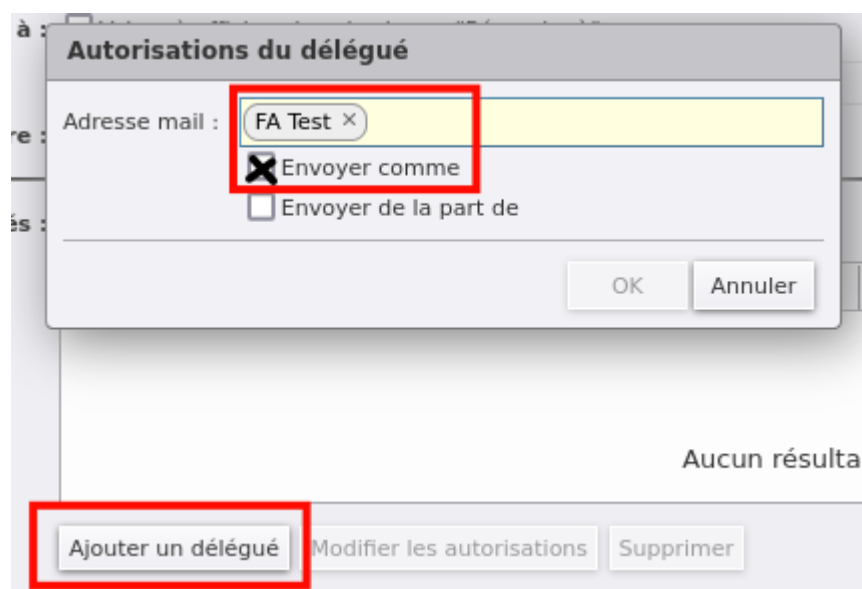 à :
Autorisations du délégué
Adresse mail : FA Test ×
re :
Envoyer comme
Envoyer de la part de
és :
OK Annuler
Aucun résulta
Ajouter un délégué Modifier les autorisations Supprimer